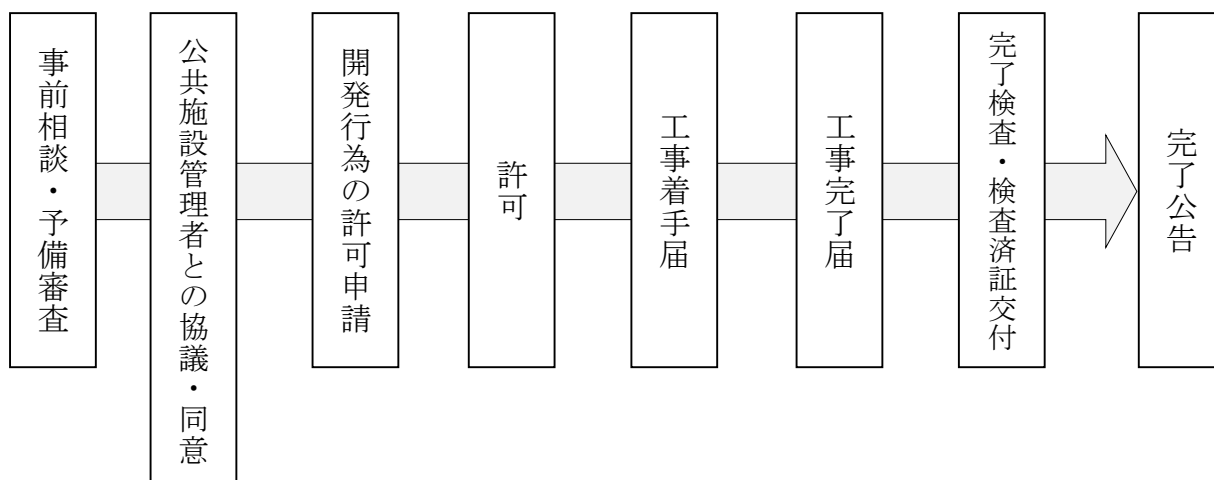 事前相談・予備審査
公共施設管理者との協議・同意
開発行為の許可申請
許可
工事着手届
工事完了届
完了検査・検査済証交付
完了公告